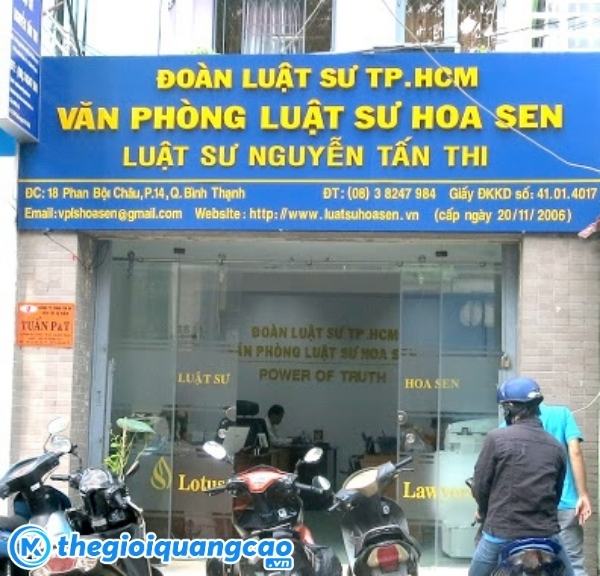 ĐOÀN LUẬT SƯ TP.HCM
VĂN PHÒNG LUẬT SƯ HOA SEN
LUẬT SƯ NGUYỄN TẤN THI
ĐC: 18 Phan Bội Châu, P.14, Q. Bình Thạnh ĐT: (08) 3 8247 984 Giấy ĐKKD số: 41.01.4017
Email: vplshoasen@gmail.com Website: http://www.luatsuhoasen.vn (cấp ngày 20/11/2006)
TUẤN P&T
ĐOÀN LUẬT SƯ TP.HCM
VĂN PHÒNG LUẬT SƯ HOA SEN
POWER OF TRUTH
LUẬT SƯ HOA SEN
Lotus Lawyers
thegioiquangcao.vn